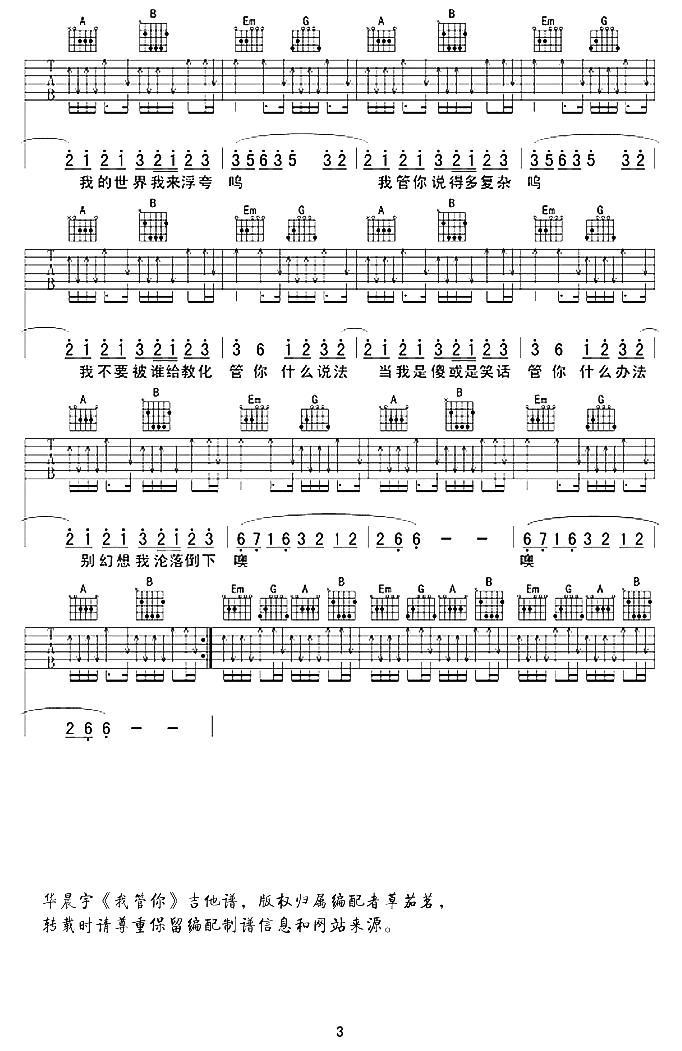 A B Em G A B Em G
T A B
2 1 2 1 3 2 1 2 3 | 3 5 6 3 5 3 2 | 2 1 2 1 3 2 1 2 3 | 3 5 6 3 5 3 2
我的世界我来浮夸 呜 我管你说得多复杂 呜
A B Em G A B Em G
T A B
2 1 2 1 3 2 1 2 3 | 3 6 1 2 3 2 | 2 1 2 1 3 2 1 2 3 | 3 6 1 2 3 2
我不要被谁给教化 管你 什么说法 当我是傻或是笑话 管你 什么办法
A B Em G A B Em G
T A B
2 1 2 1 3 2 1 2 3 | 6 7 1 6 3 2 1 2 | 2 6 6 - - | 6 7 1 6 3 2 1 2
别幻想我沦落倒下 噢 噢
A B Em G A B Em G A B Em G A B
T A B
2 6 6 - - |
华晨宇《我管你》吉他谱，版权归属编配者草茄茗，
转载时请尊重保留编配制谱信息和网站来源。
3